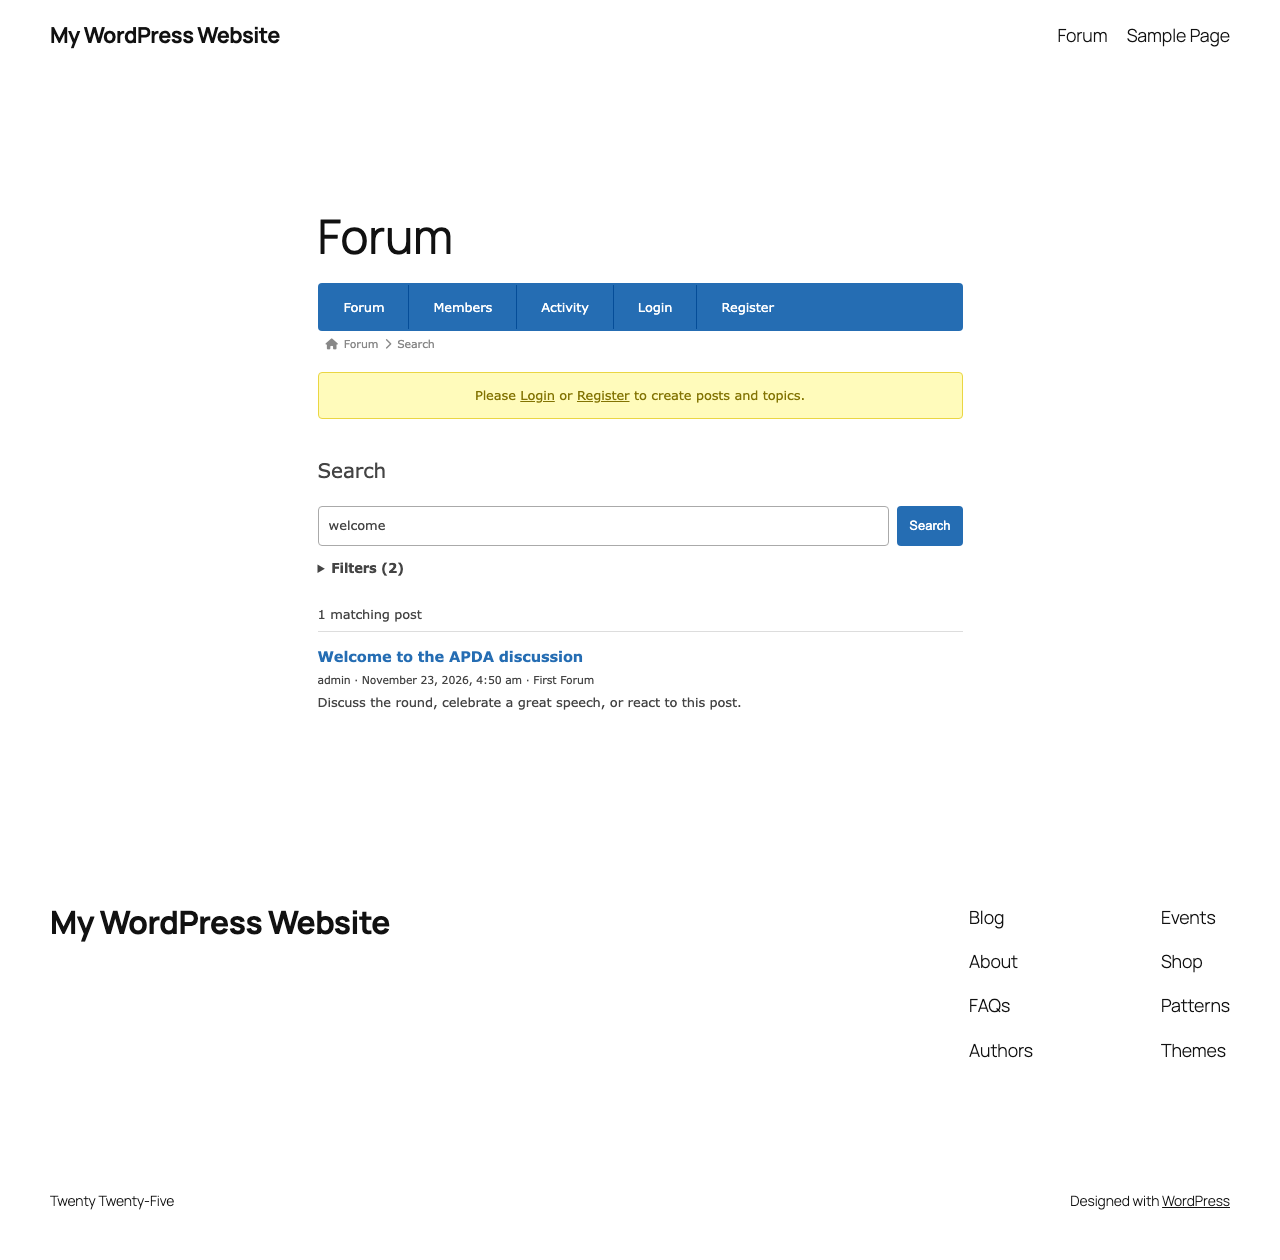 My WordPress Website
Forum Sample Page
Forum
Forum Members Activity Login Register
Forum Search
Please Login or Register to create posts and topics.
Search
welcome Search
Filters (2)
1 matching post
Welcome to the APDA discussion
admin · November 23, 2026, 4:50 am · First Forum
Discuss the round, celebrate a great speech, or react to this post.
My WordPress Website
Blog
About
FAQs
Authors
Events
Shop
Patterns
Themes
Twenty Twenty-Five
Designed with WordPress